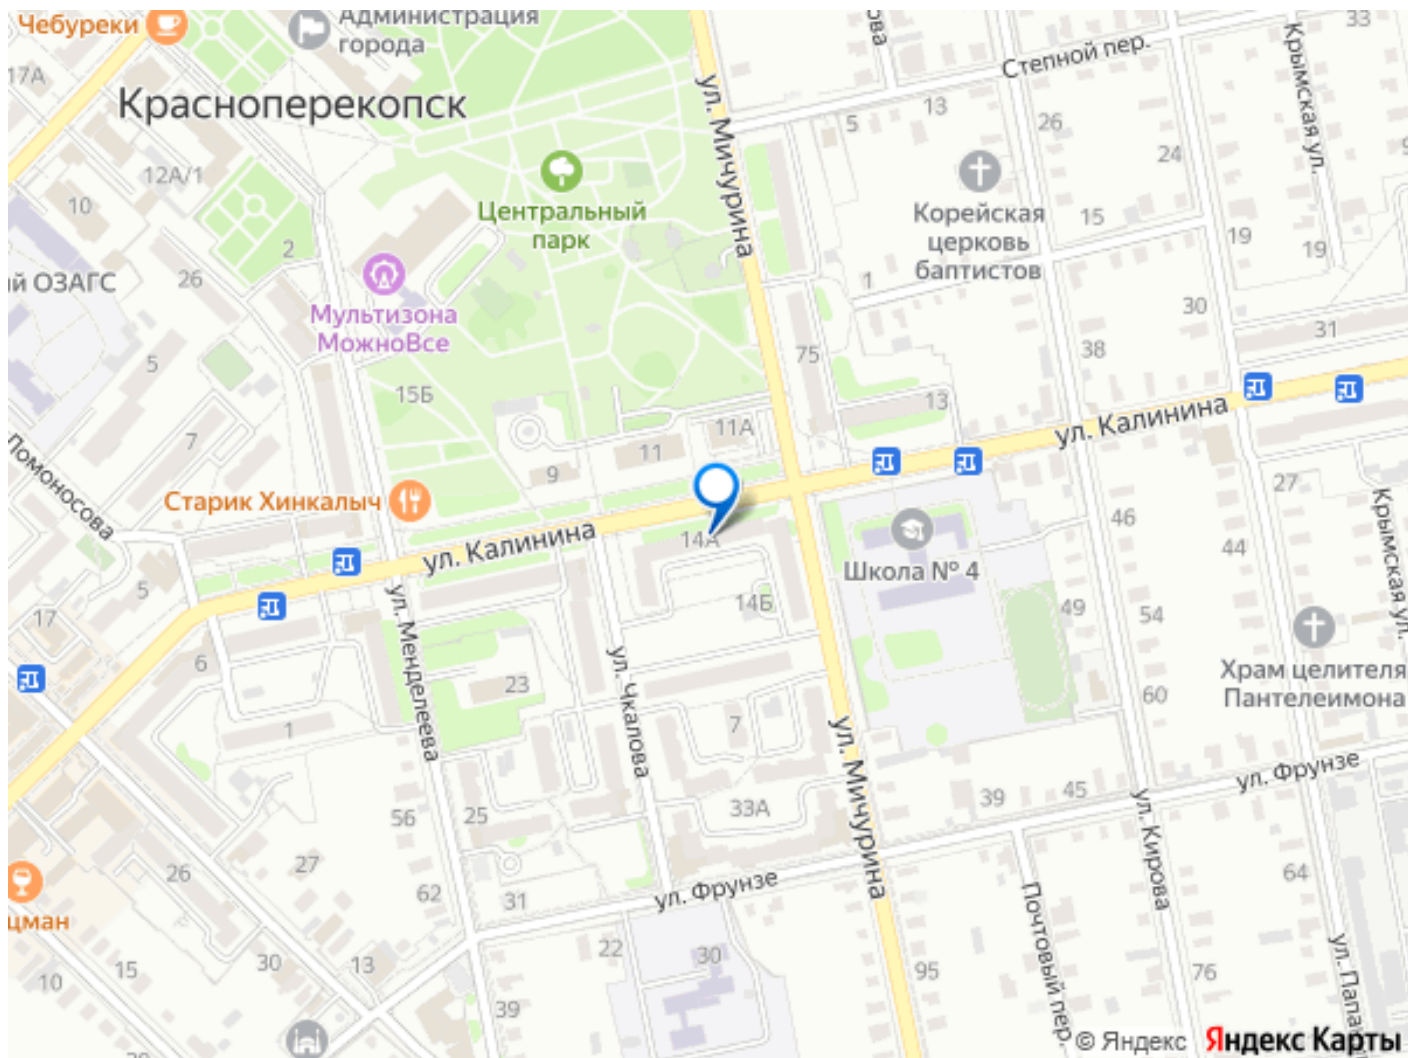 Чебуреки
Администрация
города
Степной пер.
33
17А
Красноперекопск
ул. Мичурина
5
13
26
Крымская ул.
24
12А/1
10
Центральный
парк
Корейская
церковь
баптистов
15
2
26
19
19
1
й ОЗАГС
Мультизона
МожноВсе
30
31
5
75
38
15Б
7
11А
13
ул. Калинина
Ломоносова
11
9
Старик Хинкалыч
27
Крымская ул.
14А
46
ул. Калинина
44
Школа № 4
5
14Б
49
54
17
ул. Менделеева
6
23
ул. Чкалова
Храм целителя
Пантелеимона
60
1
7
ул. Мичурина
ул. Фрунзе
56
25
33А
39
45
ул. Кирова
27
26
62
31
ул. Фрунзе
64
цман
Почтовый пер.
10
15
30
13
22
30
95
76
39
© Яндекс
Яндекс Карты